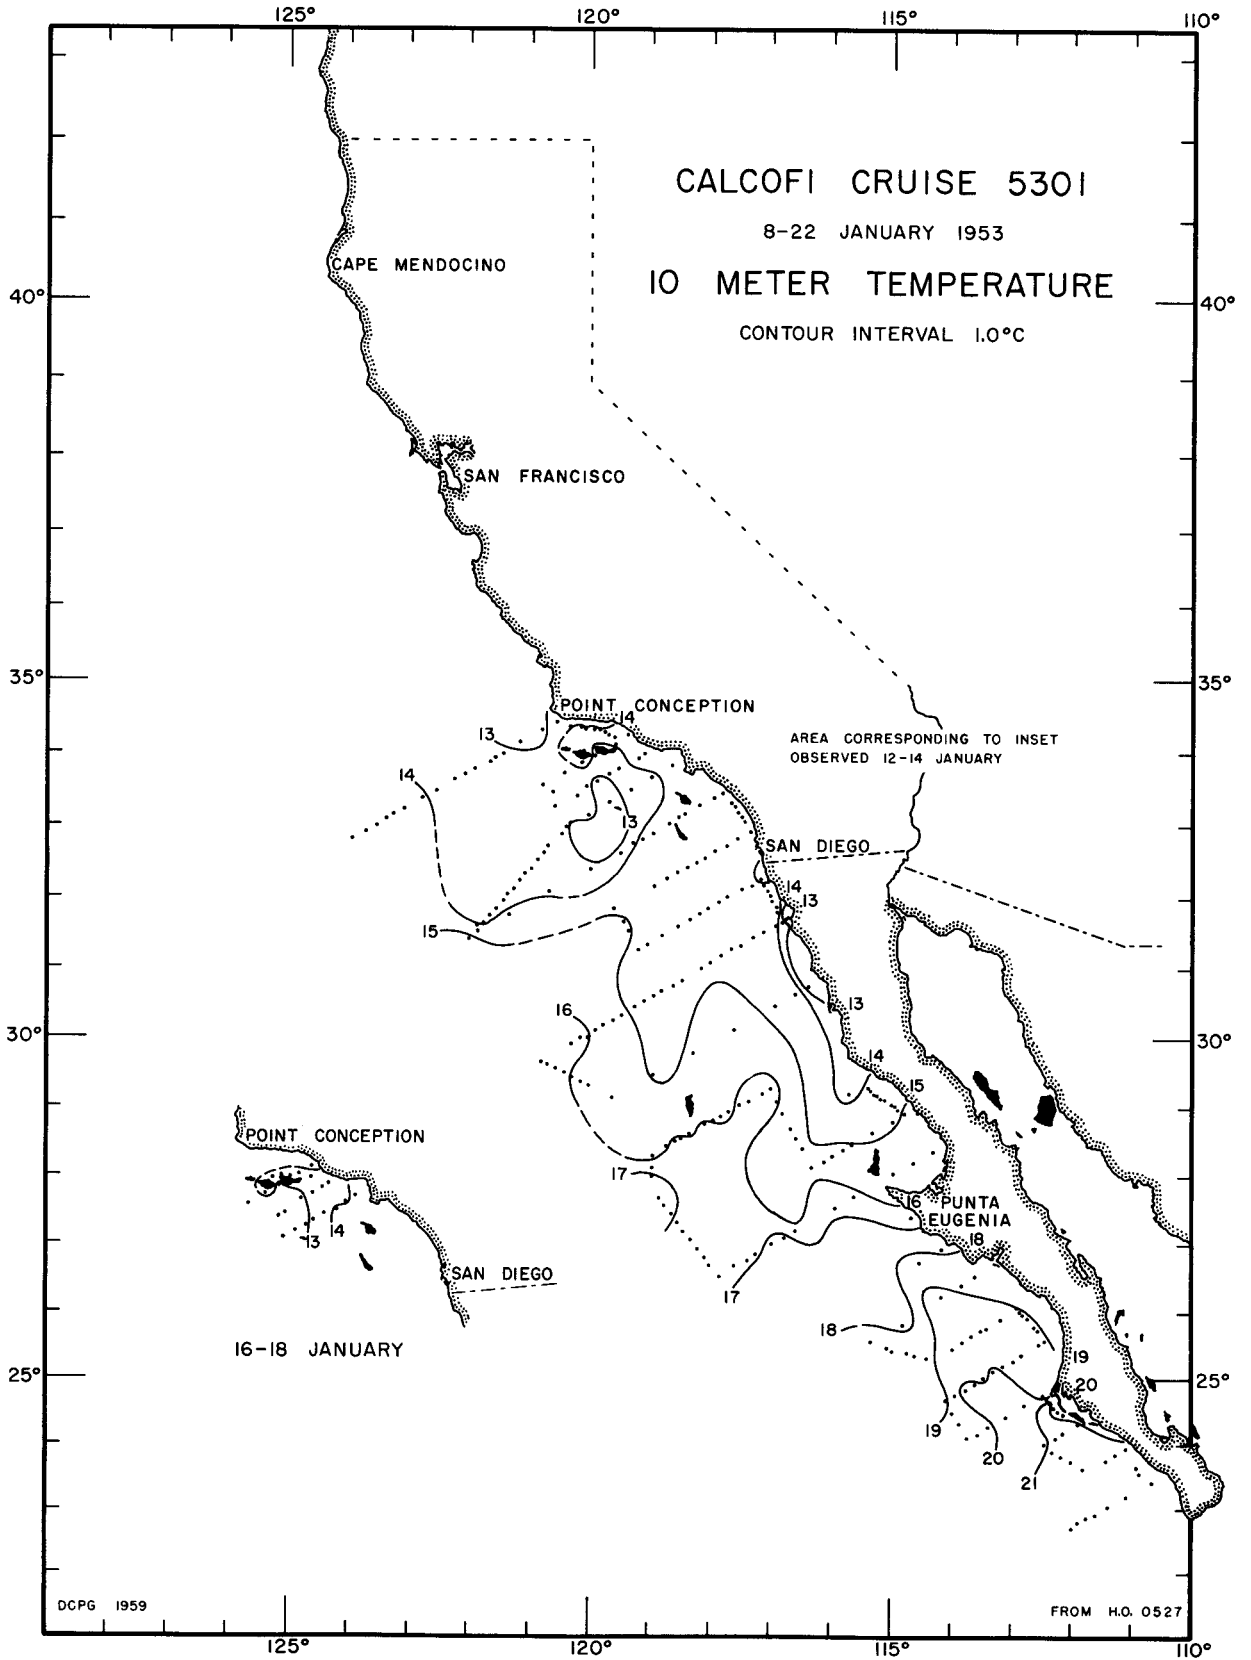 125° 120° 115° 110°
CALCOFI CRUISE 5301
8-22 JANUARY 1953
10 METER TEMPERATURE
CONTOUR INTERVAL 1.0°C
CAPE MENDOCINO
40° 40°
SAN FRANCISCO
35° 35°
POINT CONCEPTION
14
13
AREA CORRESPONDING TO INSET
OBSERVED 12-14 JANUARY
14
13
SAN DIEGO
14
13
15
13
16
30° 30°
14
15
POINT CONCEPTION
17
16 PUNTA
EUGENIA
18
13 14
SAN DIEGO
17
18
16-18 JANUARY
19
25° 25°
20
19
20
21
DCPG 1959
FROM H.O. 0527
125° 120° 115° 110°